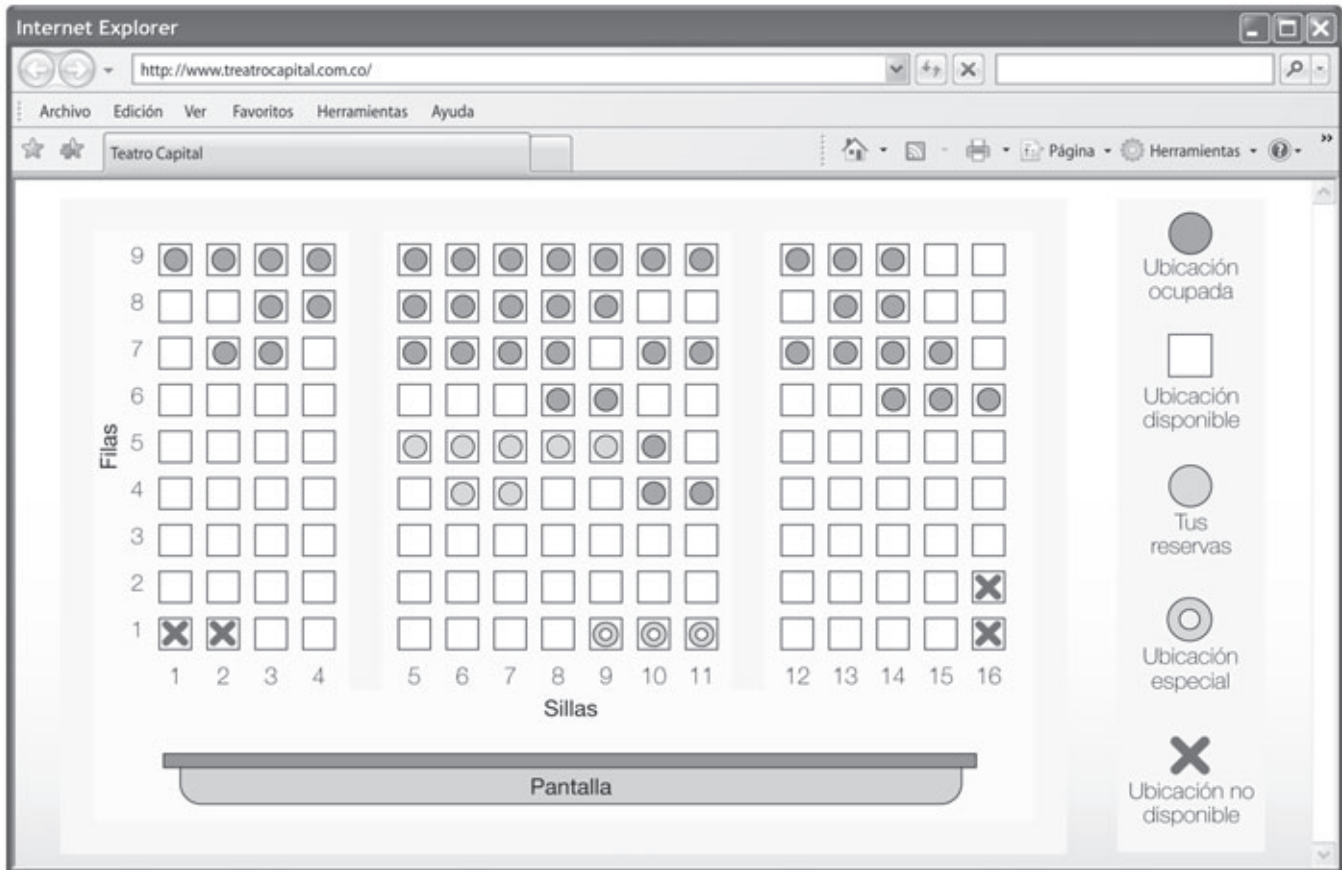 Internet Explorer
http://www.treatrocapital.com.co/
Archivo Edición Ver Favoritos Herramientas Ayuda
Teatro Capital
Página Herramientas
Filas
9
8
7
6
5
4
3
2
1
1 2 3 4 5 6 7 8 9 10 11 12 13 14 15 16
Sillas
Pantalla
Ubicación
ocupada
Ubicación
disponible
Tus
reservas
Ubicación
especial
Ubicación no
disponible